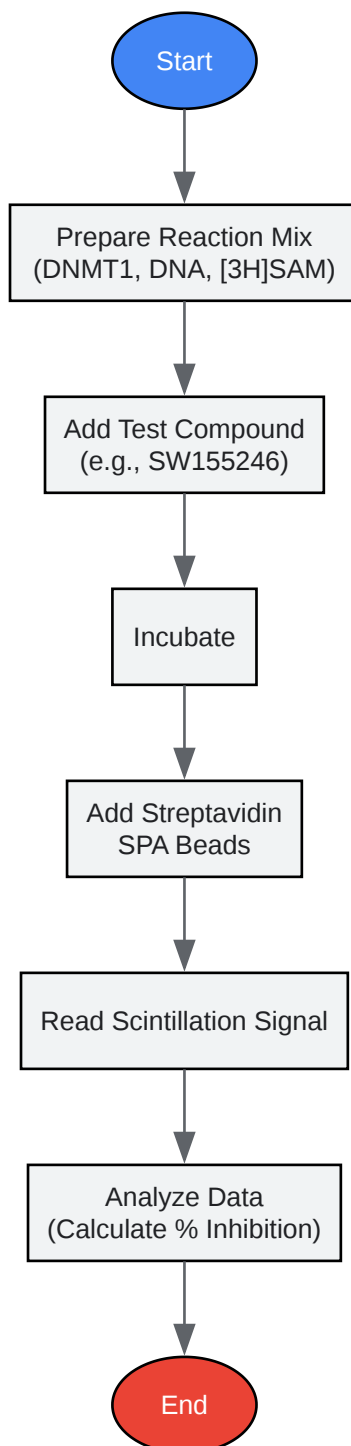 Start
Prepare Reaction Mix
(DNMT1, DNA, [3H]SAM)
Add Test Compound
(e.g., SW155246)
Incubate
Add Streptavidin
SPA Beads
Read Scintillation Signal
Analyze Data
(Calculate % Inhibition)
End